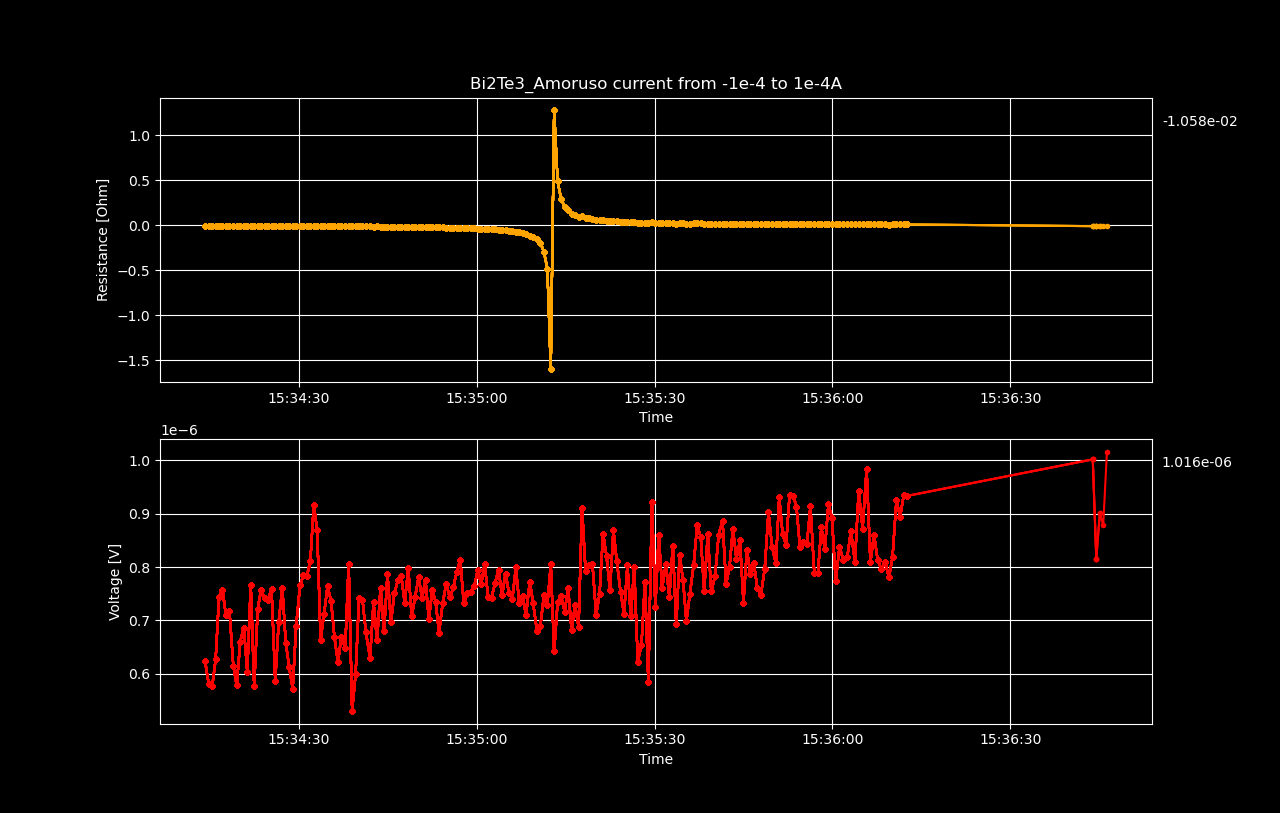 Bi2Te3_Amoruso current from -1e-4 to 1e-4A
-1.058e-02
1.0
0.5
0.0
−0.5
−1.0
−1.5
Resistance [Ohm]
15:34:30 15:35:00 15:35:30 15:36:00 15:36:30
Time
1e−6
1.016e-06
1.0
0.9
0.8
0.7
0.6
Voltage [V]
15:34:30 15:35:00 15:35:30 15:36:00 15:36:30
Time